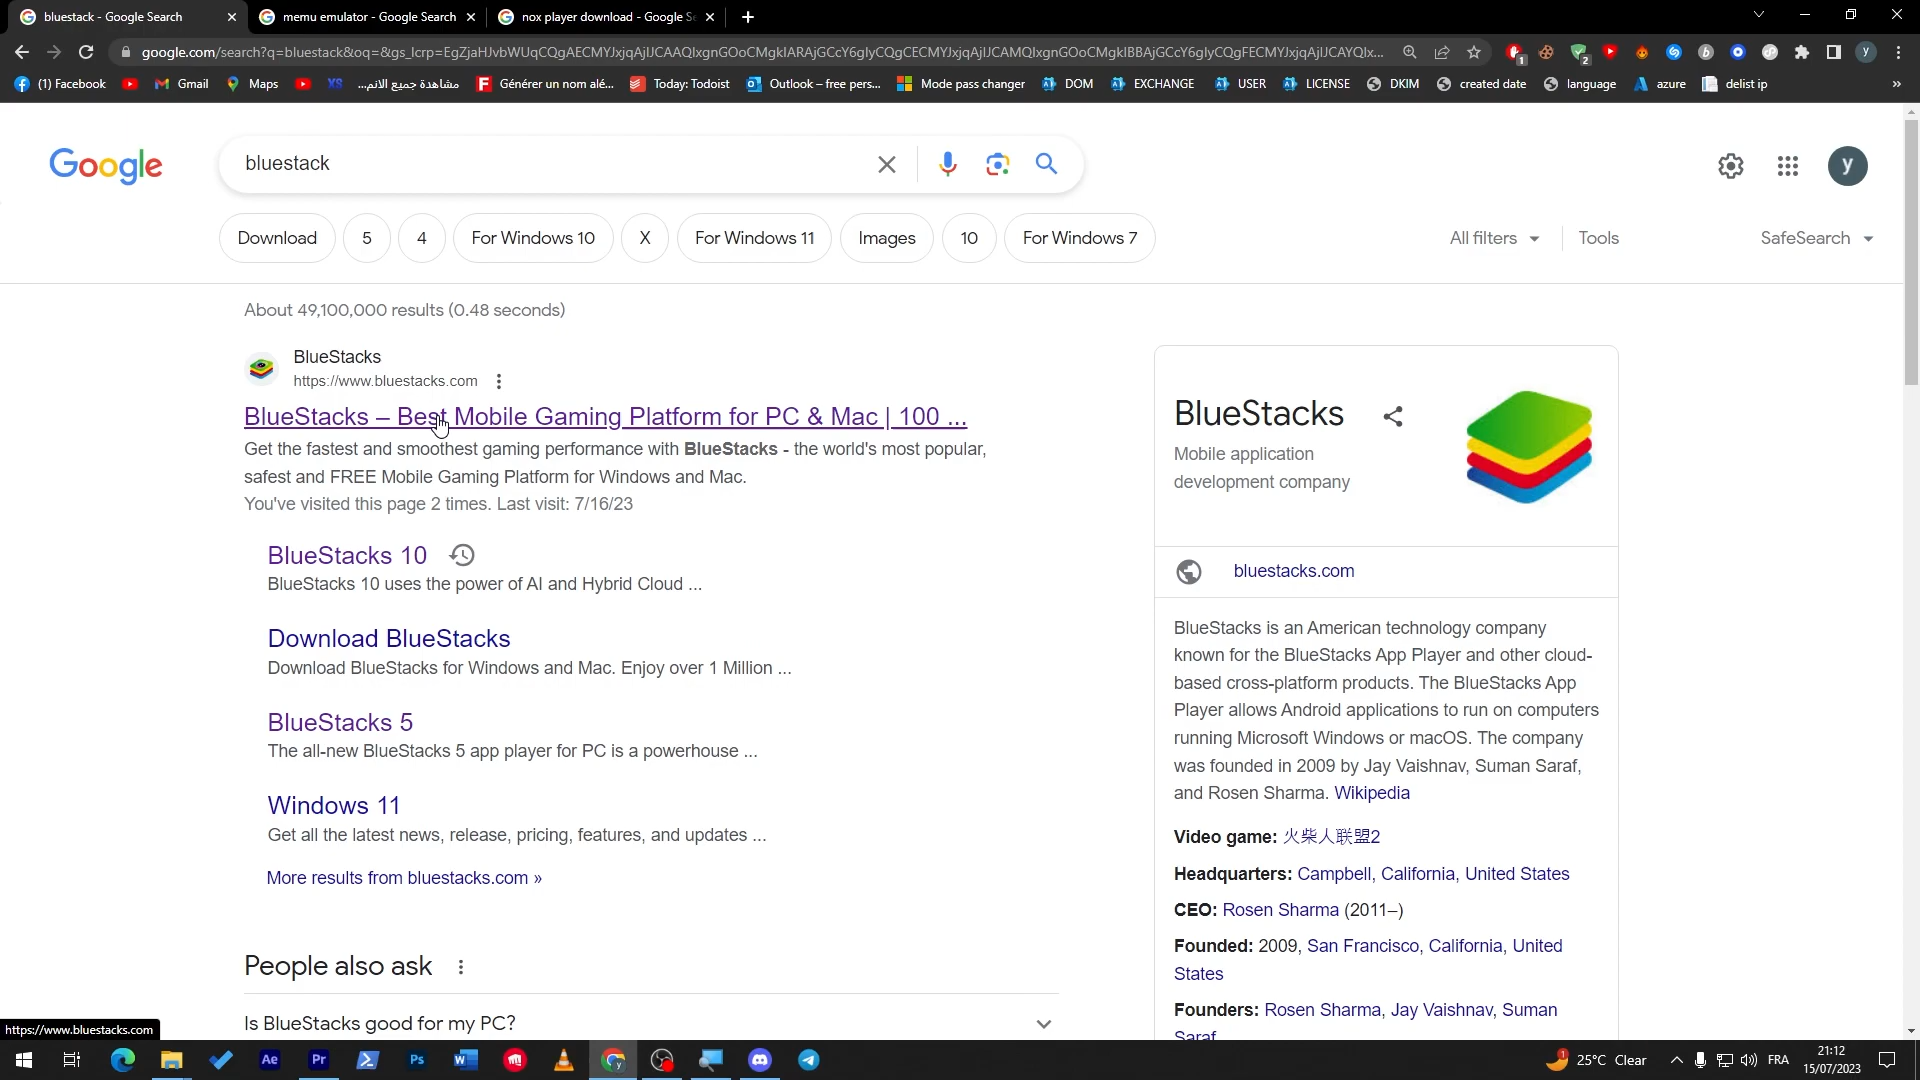 bluestack - Google Search
memu emulator - Google Search
nox player download - Google Se
google.com/search?q=bluestack&oq=&gs_lcrp=
1
2
y
(1) Facebook
Gmail
Maps
XS
مشاهدة جميع الانم...
Générer un nom alé...
Today: Todoist
Outlook – free pers...
Mode pass changer
DOM
EXCHANGE
USER
LICENSE
DKIM
created date
language
azure
delist ip
»
Google
bluestack
y
Download
5
4
For Windows 10
X
For Windows 11
Images
10
For Windows 7
All filters
Tools
SafeSearch
About 49,100,000 results (0.48 seconds)
BlueStacks
https://www.bluestacks.com
BlueStacks – Best Mobile Gaming Platform for PC & Mac | 100 ...
Get the fastest and smoothest gaming performance with BlueStacks - the world's most popular,
safest and FREE Mobile Gaming Platform for Windows and Mac.
You've visited this page 2 times. Last visit: 7/16/23
BlueStacks 10
BlueStacks 10 uses the power of AI and Hybrid Cloud ...
Download BlueStacks
Download BlueStacks for Windows and Mac. Enjoy over 1 Million ...
BlueStacks 5
The all-new BlueStacks 5 app player for PC is a powerhouse ...
Windows 11
Get all the latest news, release, pricing, features, and updates ...
More results from bluestacks.com »
People also ask
Is BlueStacks good for my PC?
BlueStacks
Mobile application
development company
bluestacks.com
BlueStacks is an American technology company
known for the BlueStacks App Player and other cloud-
based cross-platform products. The BlueStacks App
Player allows Android applications to run on computers
running Microsoft Windows or macOS. The company
was founded in 2009 by Jay Vaishnav, Suman Saraf,
and Rosen Sharma. Wikipedia
Video game: 火柴人联盟2
Headquarters: Campbell, California, United States
CEO: Rosen Sharma (2011–)
Founded: 2009, San Francisco, California, United
States
Founders: Rosen Sharma, Jay Vaishnav, Suman
Saraf
https://www.bluestacks.com
Ae
Pr
Ps
25°C Clear
FRA
21:12
15/07/2023